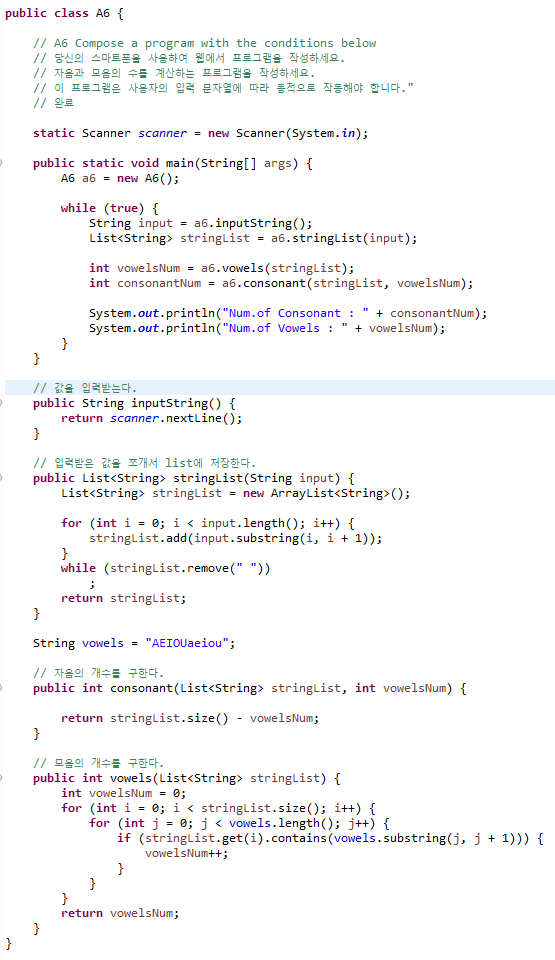 public class A6 {
// A6 Compose a program with the conditions below
// 당신의 스마트폰을 사용하여 웹에서 프로그램을 작성하세요.
// 자음과 모음의 수를 계산하는 프로그램을 작성하세요.
// 이 프로그램은 사용자의 입력 문자열에 따라 동적으로 작동해야 합니다."
// 완료
static Scanner scanner = new Scanner(System.in);
public static void main(String[] args) {
A6 a6 = new A6();
while (true) {
String input = a6.inputString();
List<String> stringList = a6.stringList(input);
int vowelsNum = a6.vowels(stringList);
int consonantNum = a6.consonant(stringList, vowelsNum);
System.out.println("Num.of Consonant : " + consonantNum);
System.out.println("Num.of Vowels : " + vowelsNum);
}
}
// 값을 입력받는다.
public String inputString() {
return scanner.nextLine();
}
// 입력받은 값을 쪼개서 list에 저장한다.
public List<String> stringList(String input) {
List<String> stringList = new ArrayList<String>();
for (int i = 0; i < input.length(); i++) {
stringList.add(input.substring(i, i + 1));
}
while (stringList.remove(" "))
;
return stringList;
}
String vowels = "AEIOUaeiou";
// 자음의 개수를 구한다.
public int consonant(List<String> stringList, int vowelsNum) {
return stringList.size() - vowelsNum;
}
// 모음의 개수를 구한다.
public int vowels(List<String> stringList) {
int vowelsNum = 0;
for (int i = 0; i < stringList.size(); i++) {
for (int j = 0; j < vowels.length(); j++) {
if (stringList.get(i).contains(vowels.substring(j, j + 1))) {
vowelsNum++;
}
}
}
return vowelsNum;
}
}